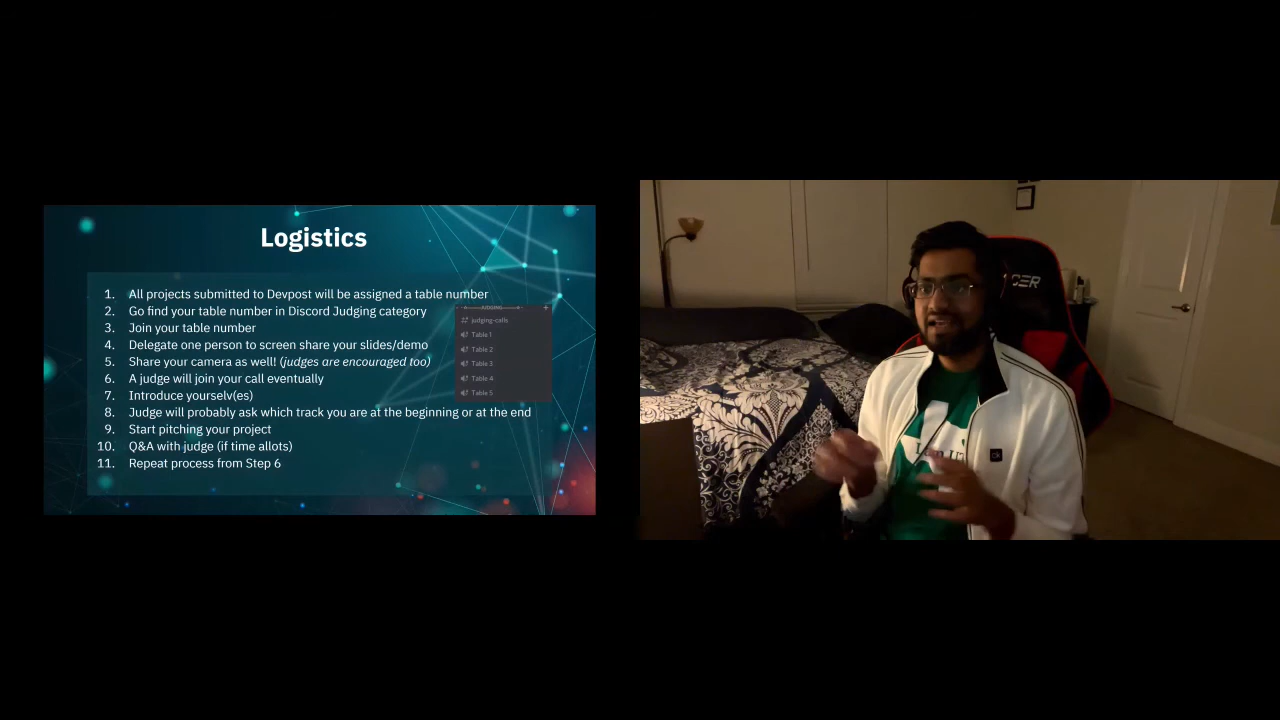 Logistics
1. All projects submitted to Devpost will be assigned a table number
2. Go find your table number in Discord Judging category
3. Join your table number
4. Delegate one person to screen share your slides/demo
5. Share your camera as well! (judges are encouraged too)
6. A judge will join your call eventually
7. Introduce yourselv(es)
8. Judge will probably ask which track you are at the beginning or at the end
9. Start pitching your project
10. Q&A with judge (if time allots)
11. Repeat process from Step 6
JUDGING
judging-calls
Table 1
Table 2
Table 3
Table 4
Table 5